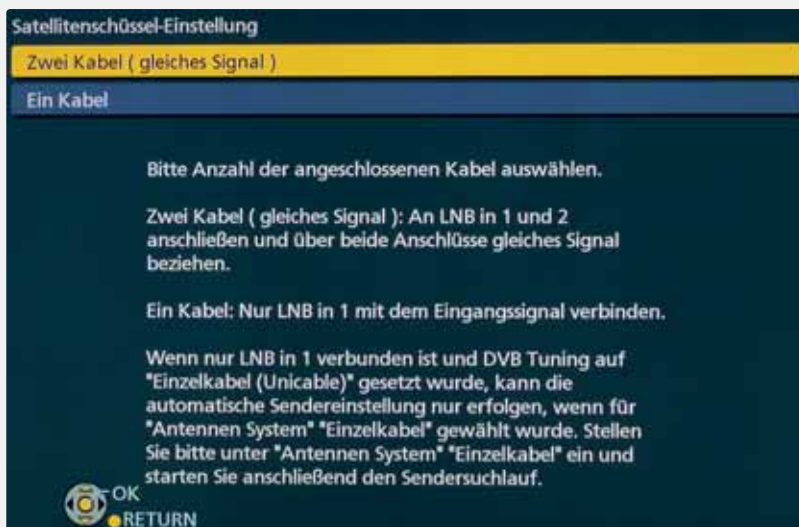 Satellitenschüssel-Einstellung
Zwei Kabel ( gleiches Signal )
Ein Kabel
Bitte Anzahl der angeschlossenen Kabel auswählen.
Zwei Kabel ( gleiches Signal ): An LNB in 1 und 2
anschließen und über beide Anschlüsse gleiches Signal
beziehen.
Ein Kabel: Nur LNB in 1 mit dem Eingangssignal verbinden.
Wenn nur LNB in 1 verbunden ist und DVB Tuning auf
"Einzelkabel (Unicable)" gesetzt wurde, kann die
automatische Sendereinstellung nur erfolgen, wenn für
"Antennen System" "Einzelkabel" gewählt wurde. Stellen
Sie bitte unter "Antennen System" "Einzelkabel" ein und
starten Sie anschließend den Sendersuchlauf.
OK
RETURN